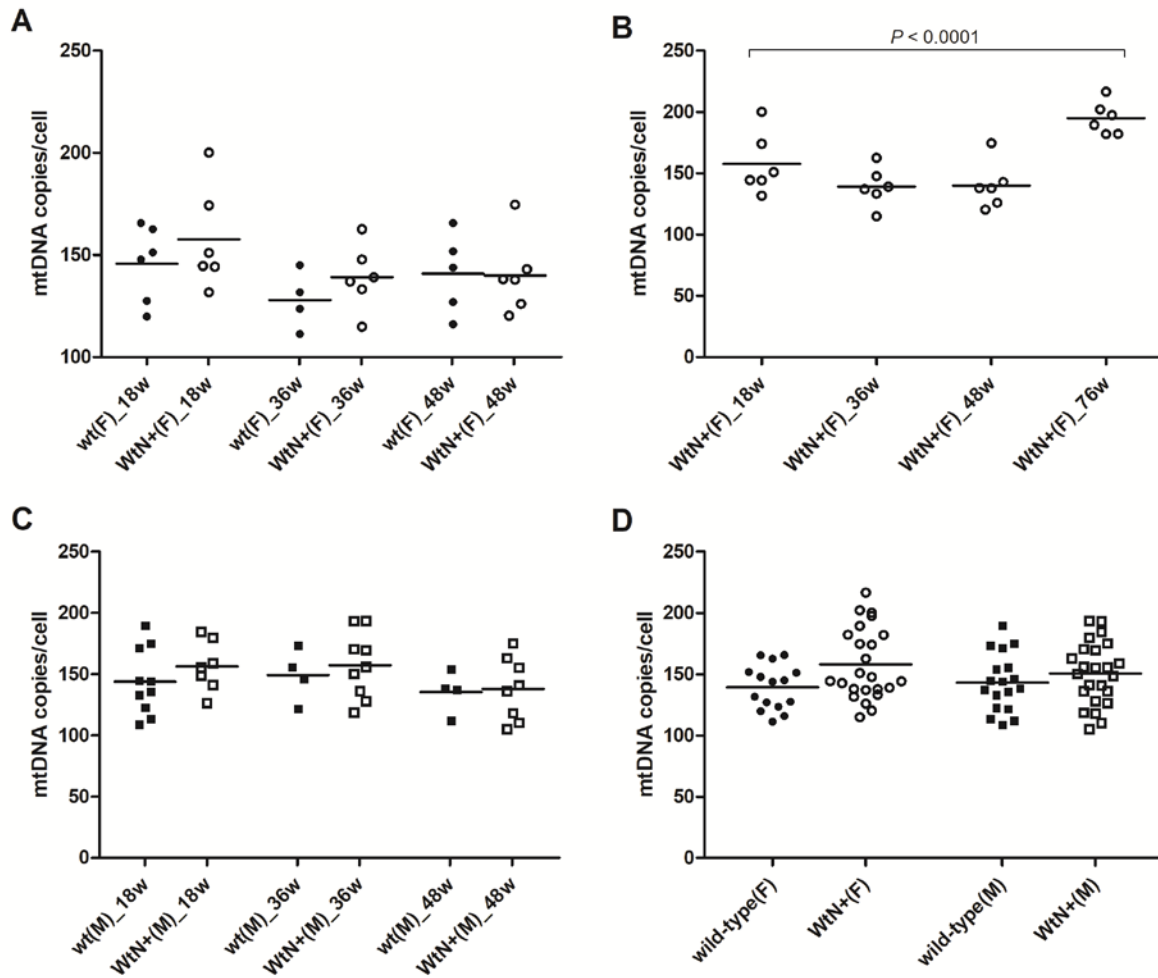 A
250
200
150
100
mtDNA copies/cell
wt(F)_18w
WtN+(F)_18w
wt(F)_36w
WtN+(F)_36w
wt(F)_48w
WtN+(F)_48w
B
P < 0.0001
250
200
150
100
50
0
mtDNA copies/cell
WtN+(F)_18w
WtN+(F)_36w
WtN+(F)_48w
WtN+(F)_76w
C
250
200
150
100
50
0
mtDNA copies/cell
wt(M)_18w
WtN+(M)_18w
wt(M)_36w
WtN+(M)_36w
wt(M)_48w
WtN+(M)_48w
D
250
200
150
100
50
0
mtDNA copies/cell
wild-type(F)
WtN+(F)
wild-type(M)
WtN+(M)